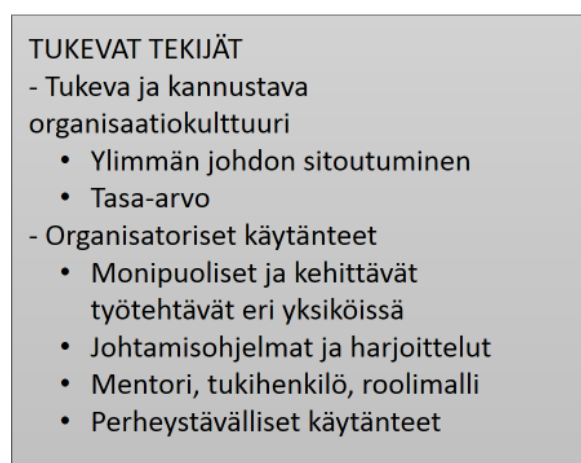 TUKEVAT TEKIJÄT
- Tukeva ja kannustava
organisaatiokulttuuri
• Ylimmän johdon sitoutuminen
• Tasa-arvo
- Organisatoriset käytänteet
• Monipuoliset ja kehittävät
työtehtävät eri yksiköissä
• Johtamisohjelmat ja harjoittelut
• Mentori, tukihenkilö, roolimalli
• Perheystävälliset käytänteet